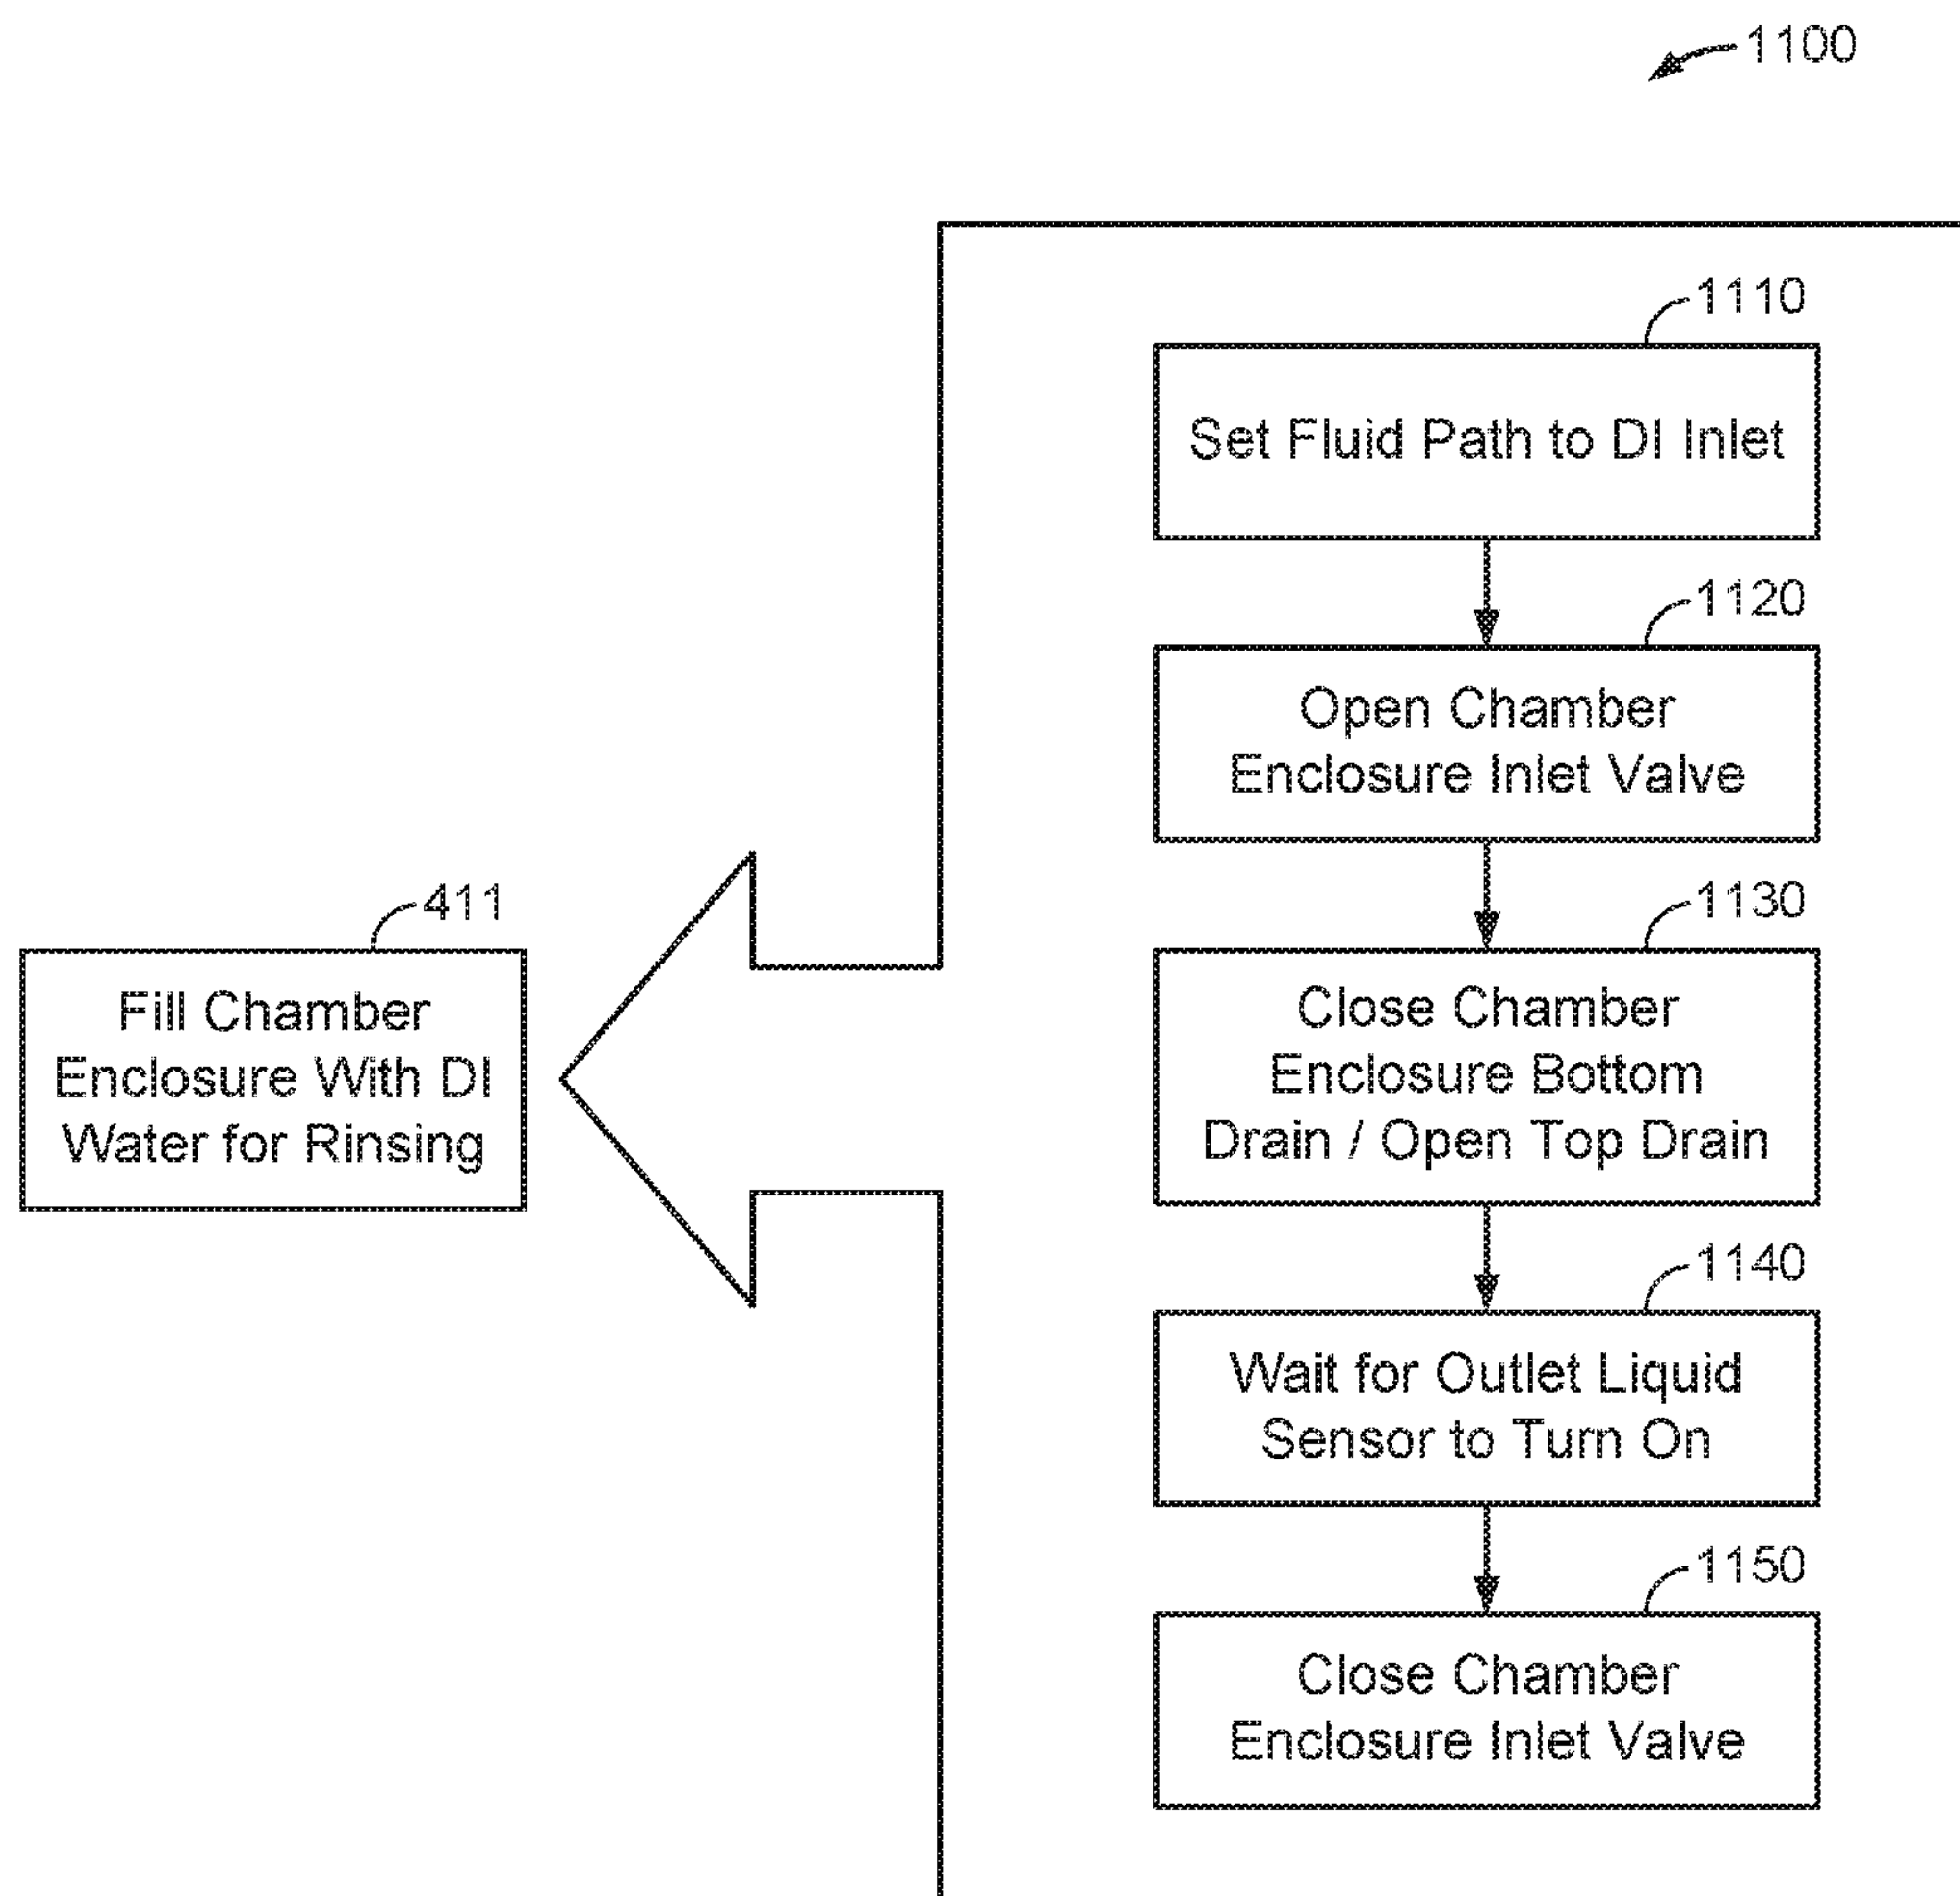 1100
1110
Set Fluid Path to DI Inlet
1120
Open Chamber
Enclosure Inlet Valve
411
Fill Chamber
Enclosure With DI
Water for Rinsing
1130
Close Chamber
Enclosure Bottom
Drain / Open Top Drain
1140
Wait for Outlet Liquid
Sensor to Turn On
1150
Close Chamber
Enclosure Inlet Valve